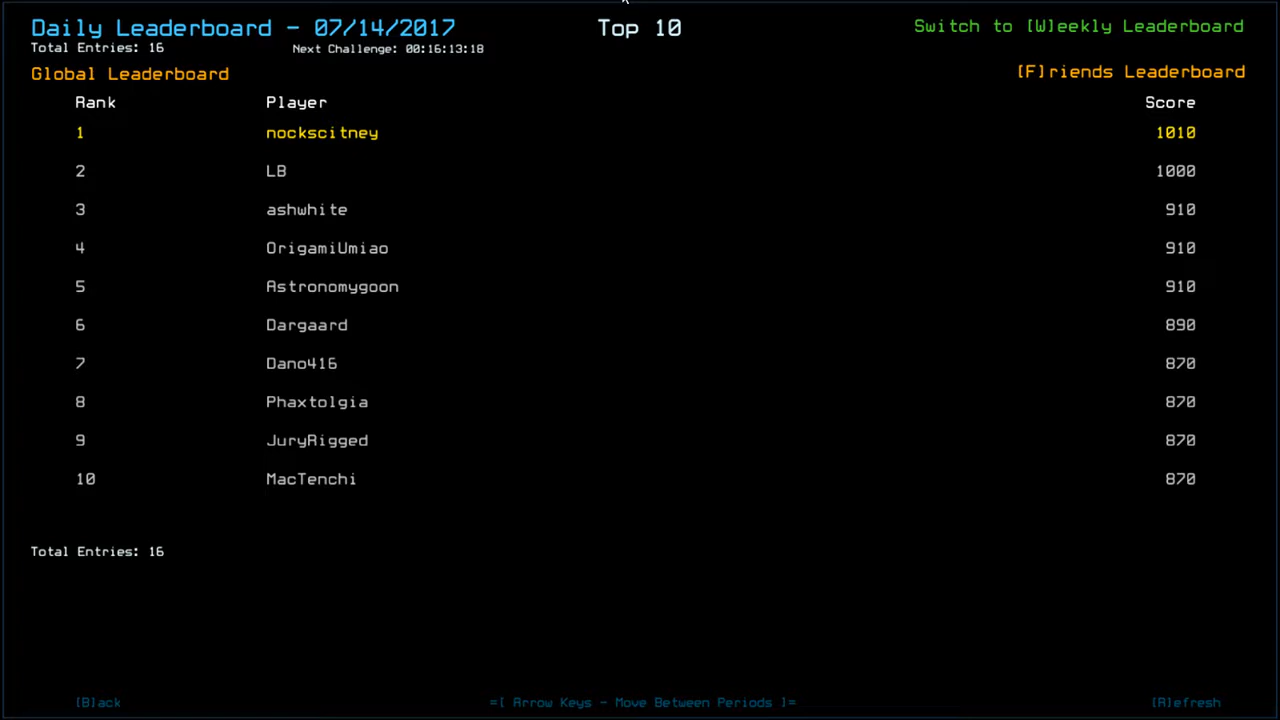 Daily Leaderboard - 07/14/2017 Top 10 Switch to [W]eekly Leaderboard
Total Entries: 16 Next Challenge: 00:16:13:18
Global Leaderboard [F]riends Leaderboard
Rank Player Score
1 nockscitney 1010
2 LB 1000
3 ashwhite 910
4 OrigamiUmiao 910
5 Astronomygoon 910
6 Dargaard 890
7 Dano416 870
8 Phaxtolgia 870
9 JuryRigged 870
10 MacTenchi 870
Total Entries: 16
[B]ack =[ Arrow Keys - Move Between Periods ]= [R]efresh